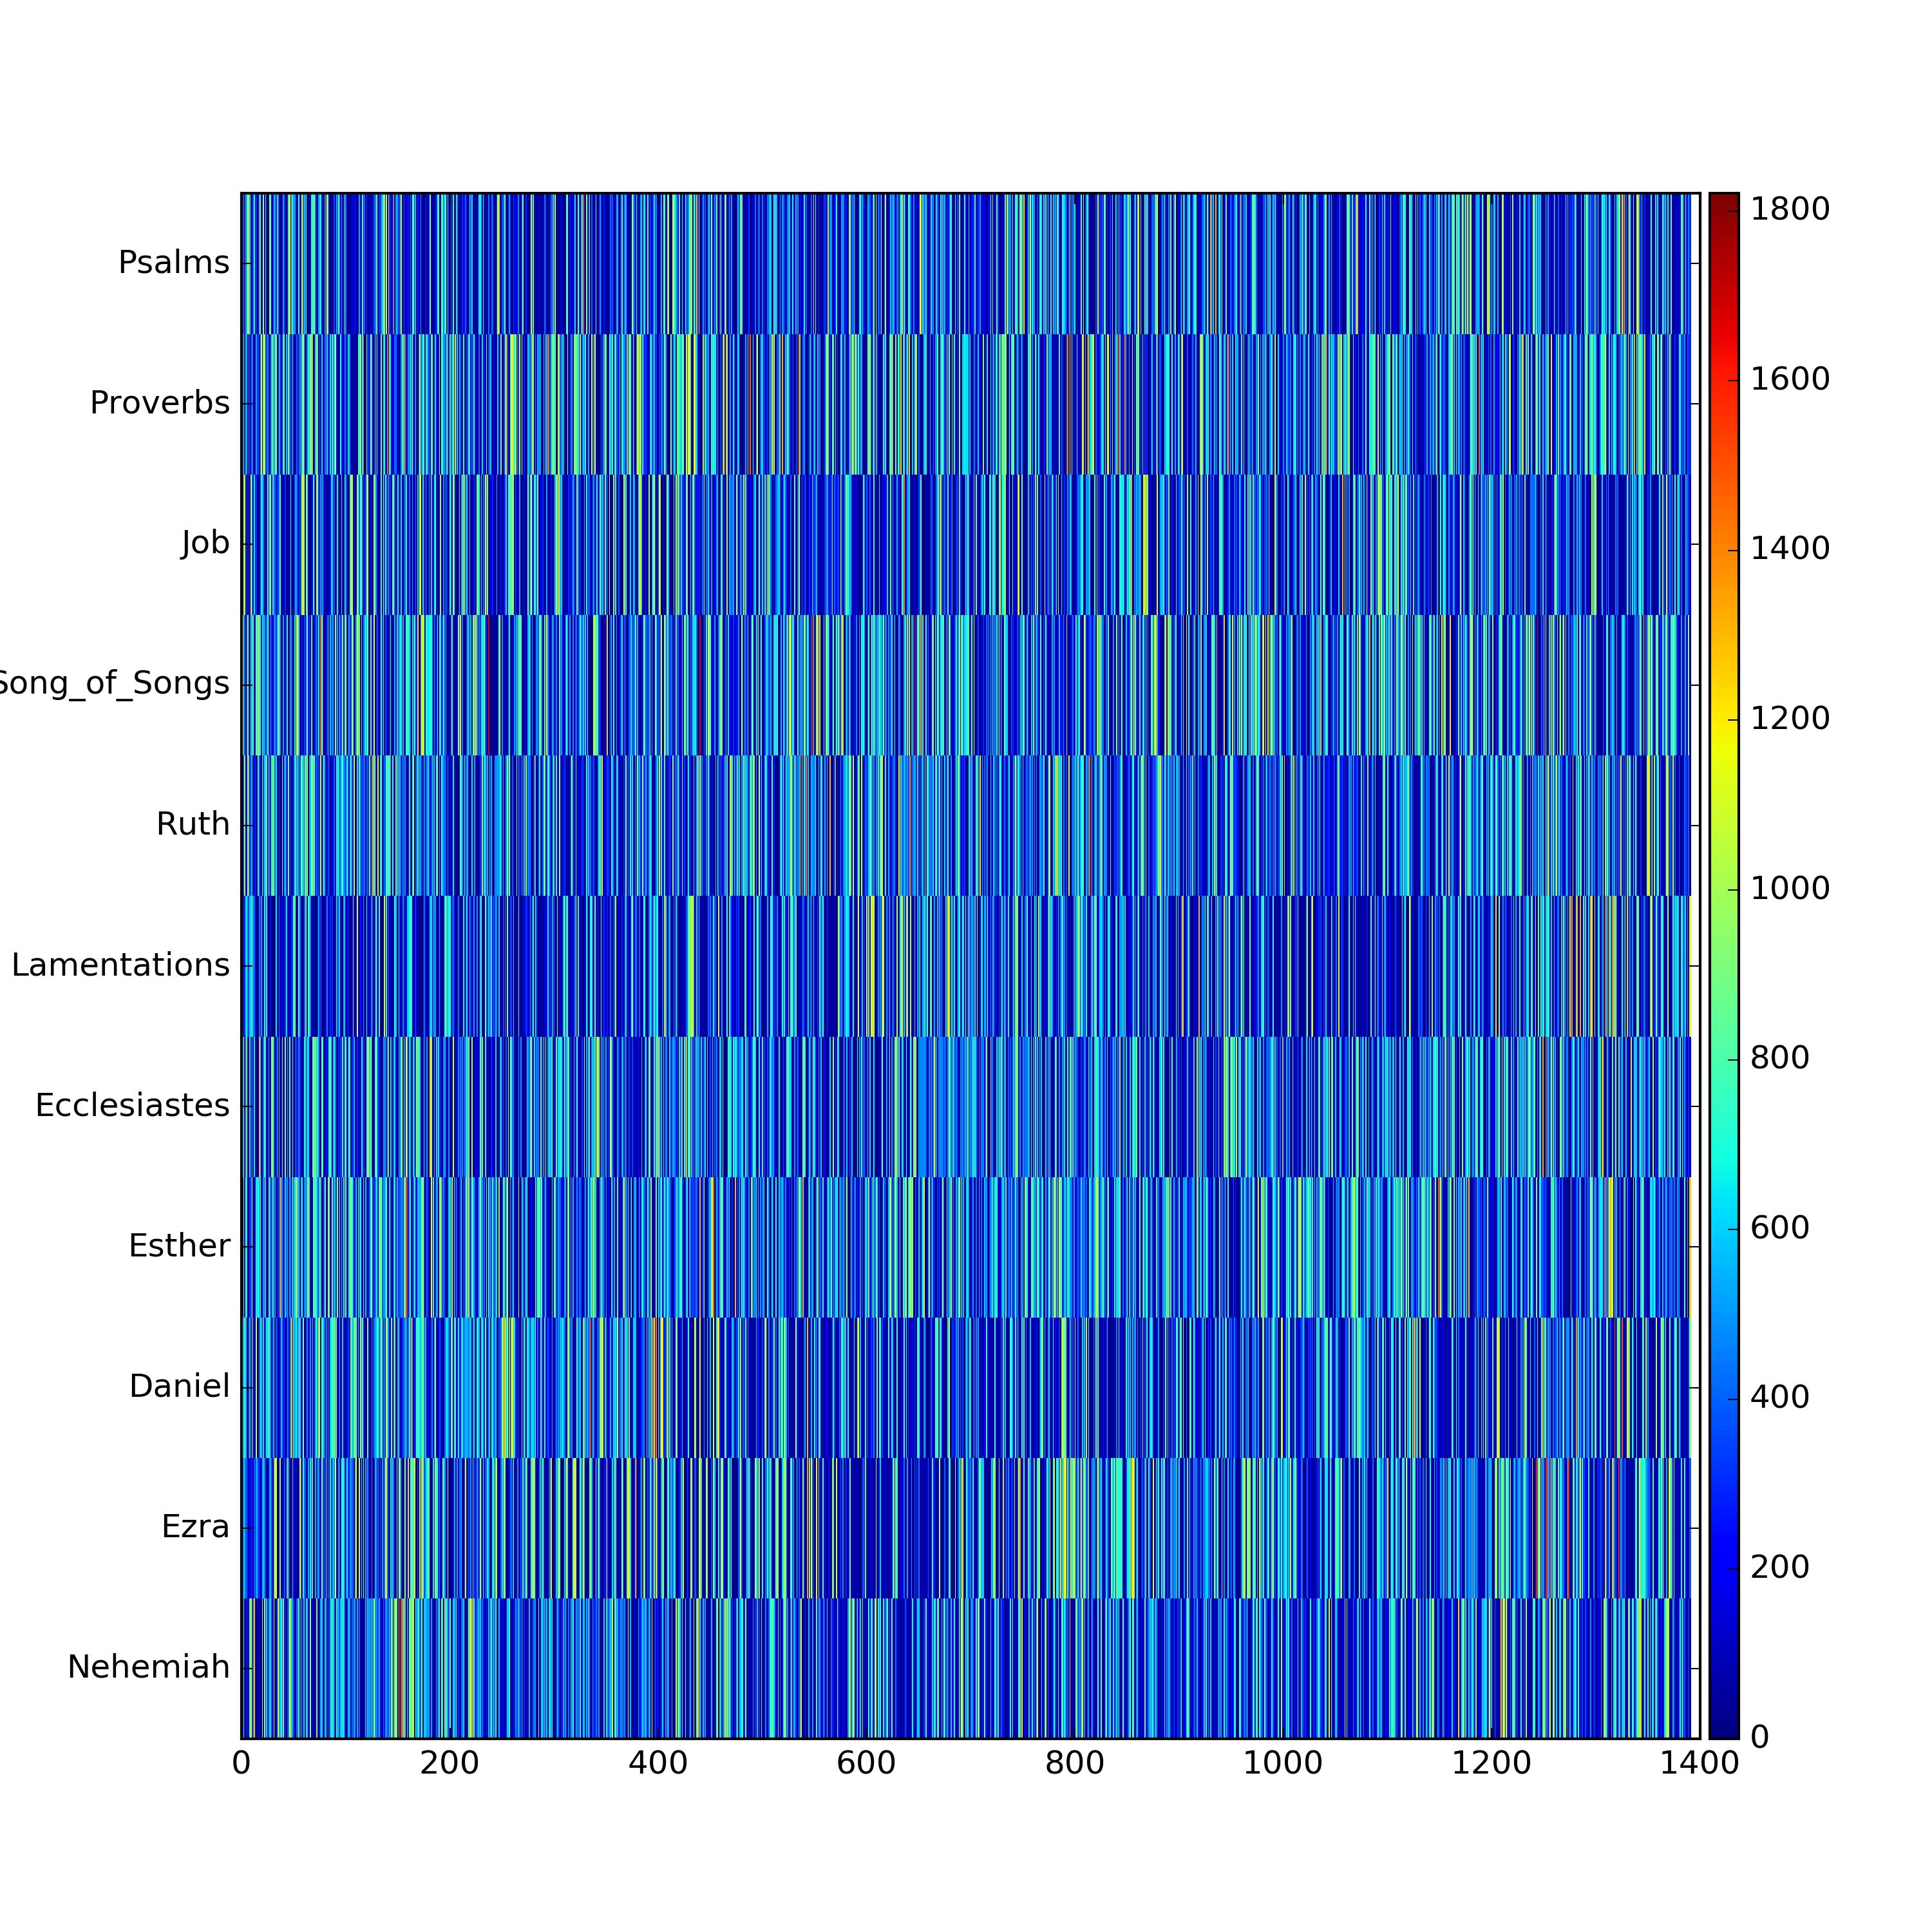 Psalms
Proverbs
Job
Song_of_Songs
Ruth
Lamentations
Ecclesiastes
Esther
Daniel
Ezra
Nehemiah
0 200 400 600 800 1000 1200 1400
1800
1600
1400
1200
1000
800
600
400
200
0